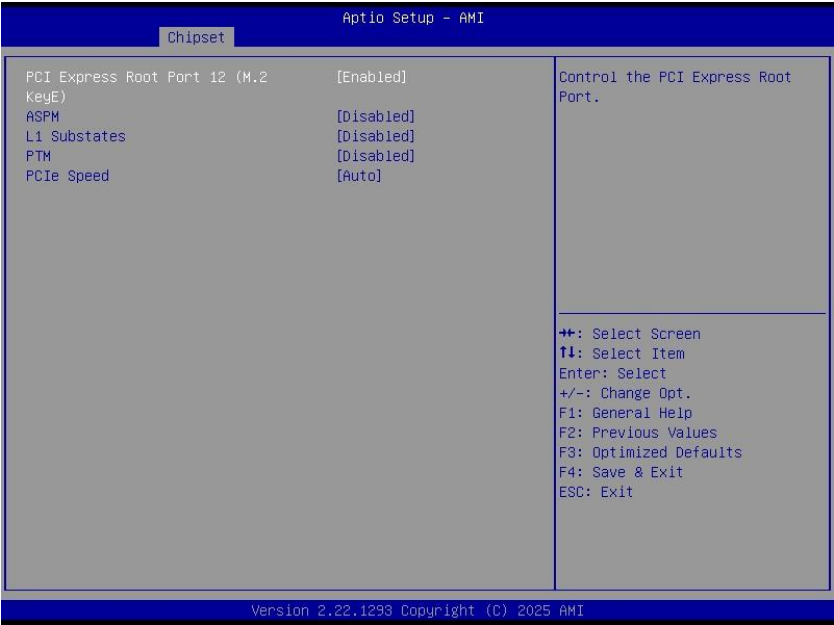 Aptio Setup - AMI
Chipset
PCI Express Root Port 12 (M.2 [Enabled]
KeyE)
ASPM [Disabled]
L1 Substates [Disabled]
PTM [Disabled]
PCIe Speed [Auto]
Control the PCI Express Root
Port.
→←: Select Screen
↑↓: Select Item
Enter: Select
+/-: Change Opt.
F1: General Help
F2: Previous Values
F3: Optimized Defaults
F4: Save & Exit
ESC: Exit
Version 2.22.1293 Copyright (C) 2025 AMI